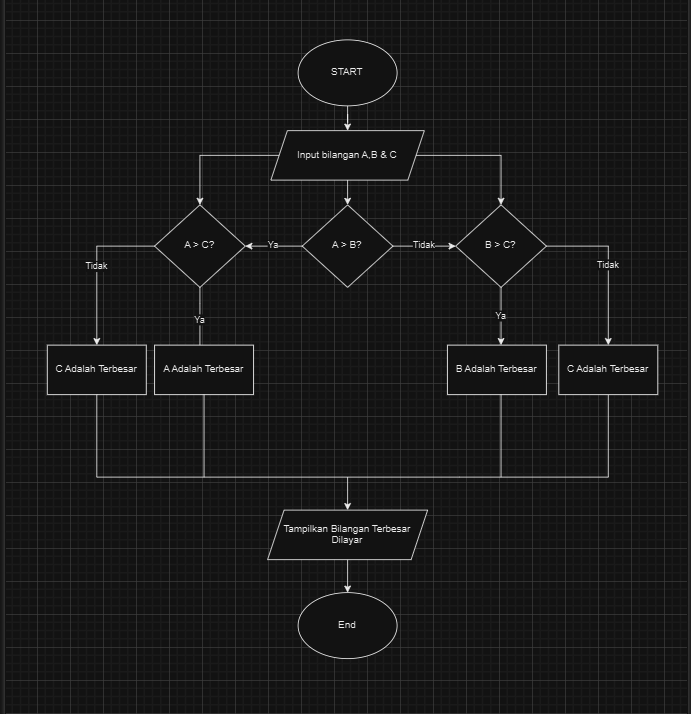 START
Input bilangan A,B & C
A > C?
Ya
A > B?
Tidak
B > C?
Tidak
Tidak
Ya
Ya
C Adalah Terbesar
A Adalah Terbesar
B Adalah Terbesar
C Adalah Terbesar
Tampilkan Bilangan Terbesar
Dilayar
End